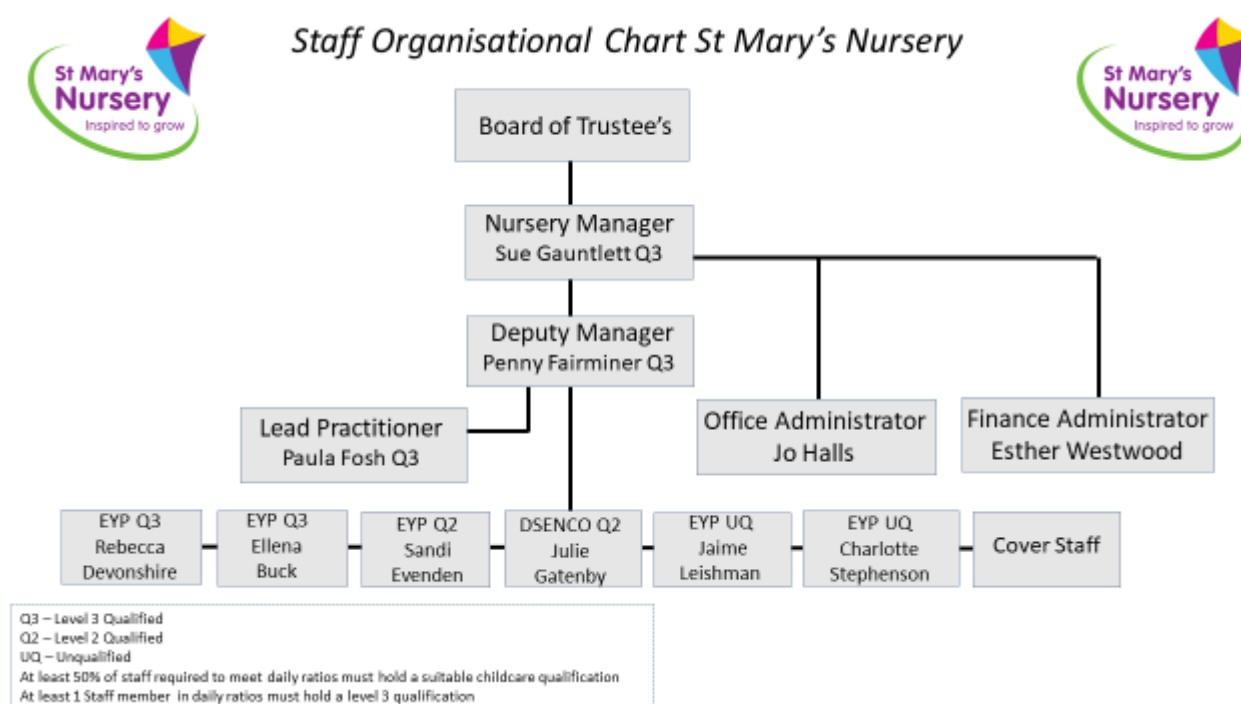 Staff Organisational Chart St Mary's Nursery
St Mary's
Nursery
Inspired to grow
St Mary's
Nursery
Inspired to grow
Board of Trustee's
Nursery Manager
Sue Gauntlett Q3
Deputy Manager
Penny Fairminer Q3
Lead Practitioner
Paula Fosh Q3
Office Administrator
Jo Halls
Finance Administrator
Esther Westwood
EYP Q3
Rebecca
Devonshire
EYP Q3
Ellena
Buck
EYP Q2
Sandi
Evenden
DSENCO Q2
Julie
Gatenby
EYP UQ
Jaime
Leishman
EYP UQ
Charlotte
Stephenson
Cover Staff
Q3 – Level 3 Qualified
Q2 – Level 2 Qualified
UQ – Unqualified
At least 50% of staff required to meet daily ratios must hold a suitable childcare qualification
At least 1 Staff member in daily ratios must hold a level 3 qualification